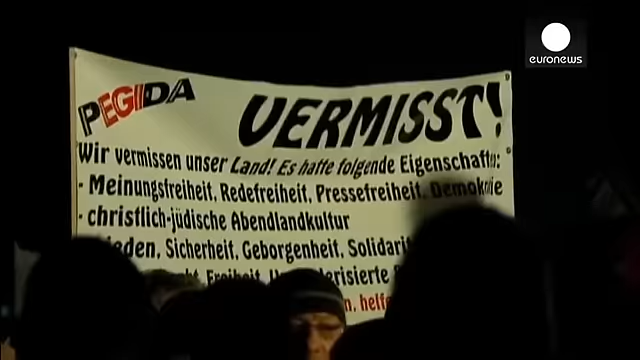 euronews
PEGIDA VERMISST!
Wir vermissen unser Land! Es hatte folgende Eigenschaften:
- Meinungsfreiheit, Redefreiheit, Pressefreiheit, Demokratie
- christlich-jüdische Abendlandkultur
Sicherheit, Geborgenheit,
Freiheit,